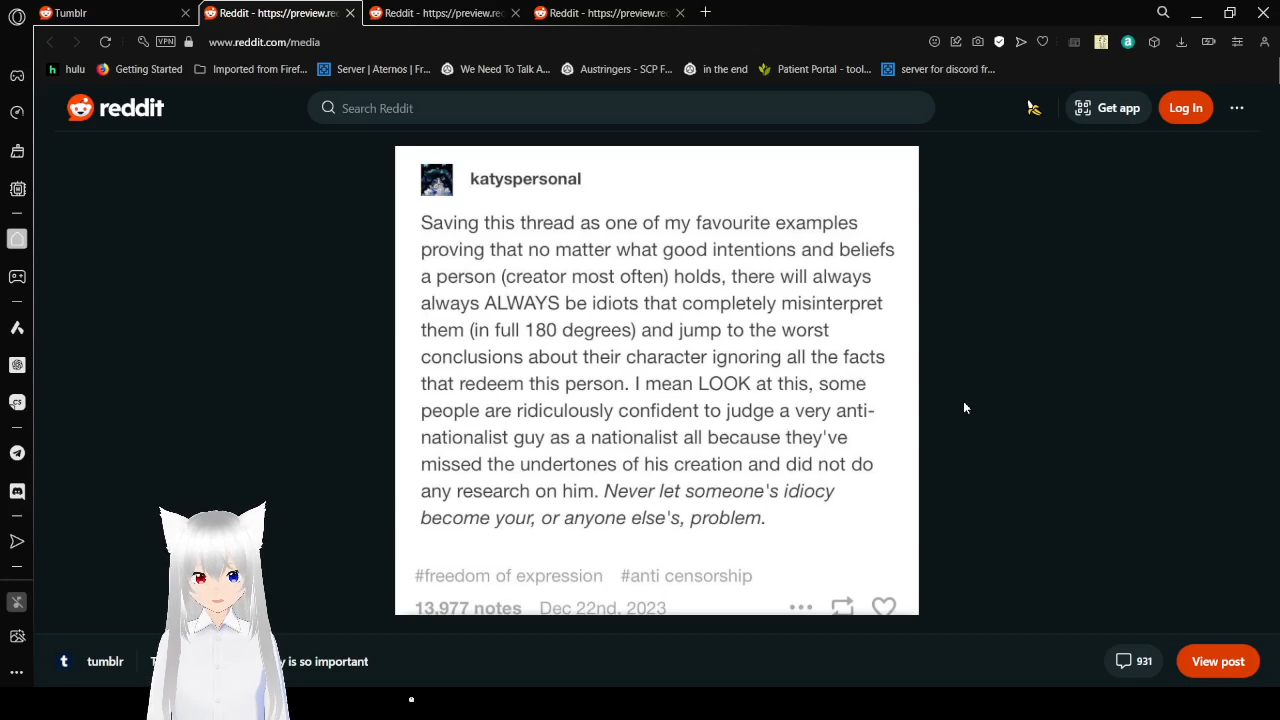 Tumblr
Reddit - https://preview.rec
Reddit - https://preview.rec
Reddit - https://preview.rec
VPN
www.reddit.com/media
hulu
Getting Started
Imported from Firef...
Server | Aternos | Fr...
We Need To Talk A...
Austringers - SCP F...
in the end
Patient Portal - tool...
server for discord fr...
reddit
Search Reddit
Get app
Log In
katyspersonal
Saving this thread as one of my favourite examples
proving that no matter what good intentions and beliefs
a person (creator most often) holds, there will always
always ALWAYS be idiots that completely misinterpret
them (in full 180 degrees) and jump to the worst
conclusions about their character ignoring all the facts
that redeem this person. I mean LOOK at this, some
people are ridiculously confident to judge a very anti-
nationalist guy as a nationalist all because they've
missed the undertones of his creation and did not do
any research on him. Never let someone's idiocy
become your, or anyone else's, problem.
#freedom of expression #anti censorship
13,977 notes Dec 22nd, 2023
t tumblr
y is so important
931
View post